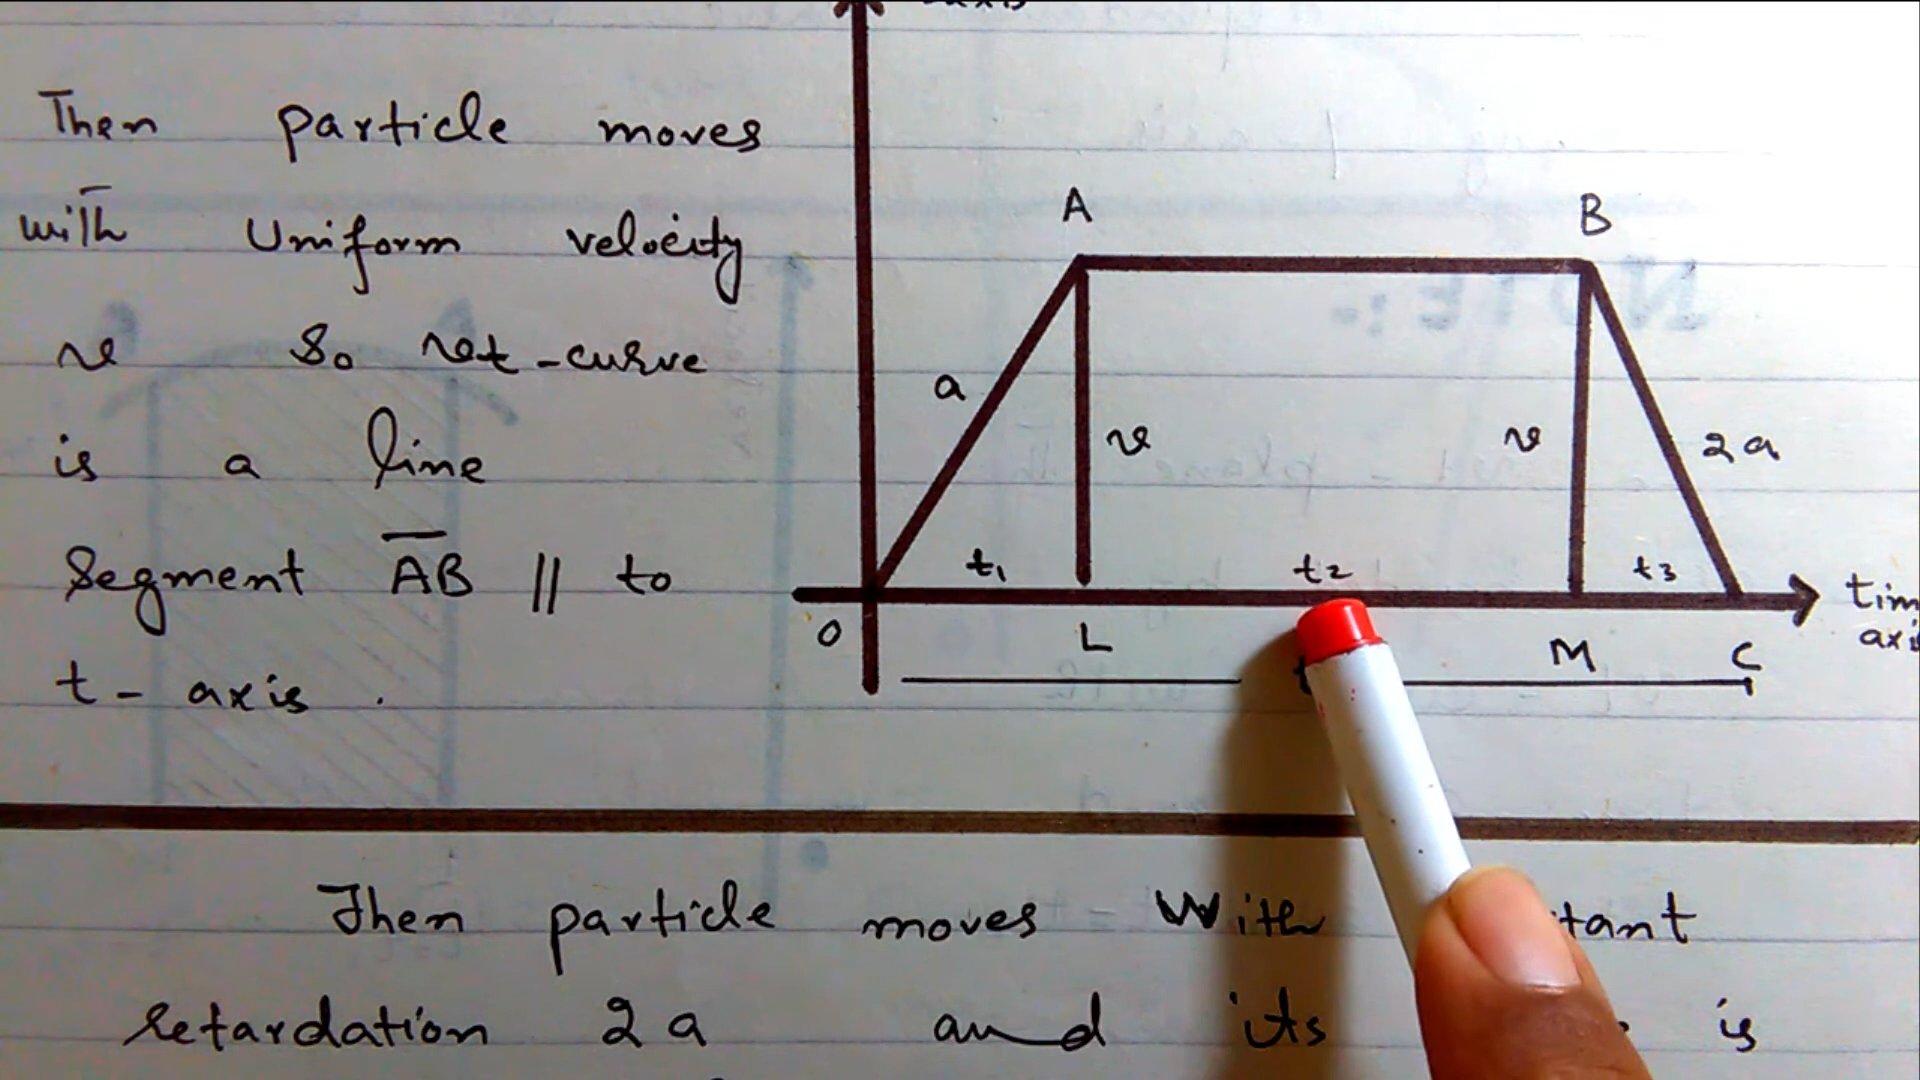 Then particle moves
with uniform velocity
v So vt-curve
is a line
Segment AB || to
t-axis.
A B
a v v 2a
t1 t2 t3
O L M C
time
Then particle moves With
retardation 2a and its is